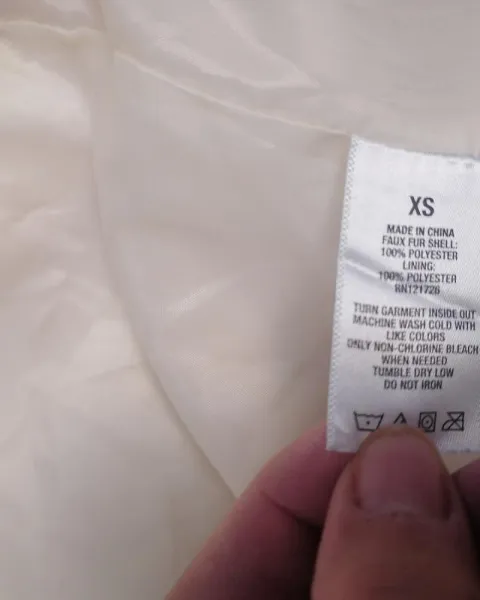 XS
MADE IN CHINA
FAUX FUR SHELL:
100% POLYESTER
LINING:
100% POLYESTER
RN121726
TURN GARMENT INSIDE OUT
MACHINE WASH COLD WITH
LIKE COLORS
ONLY NON-CHLORINE BLEACH
WHEN NEEDED
TUMBLE DRY LOW
DO NOT IRON